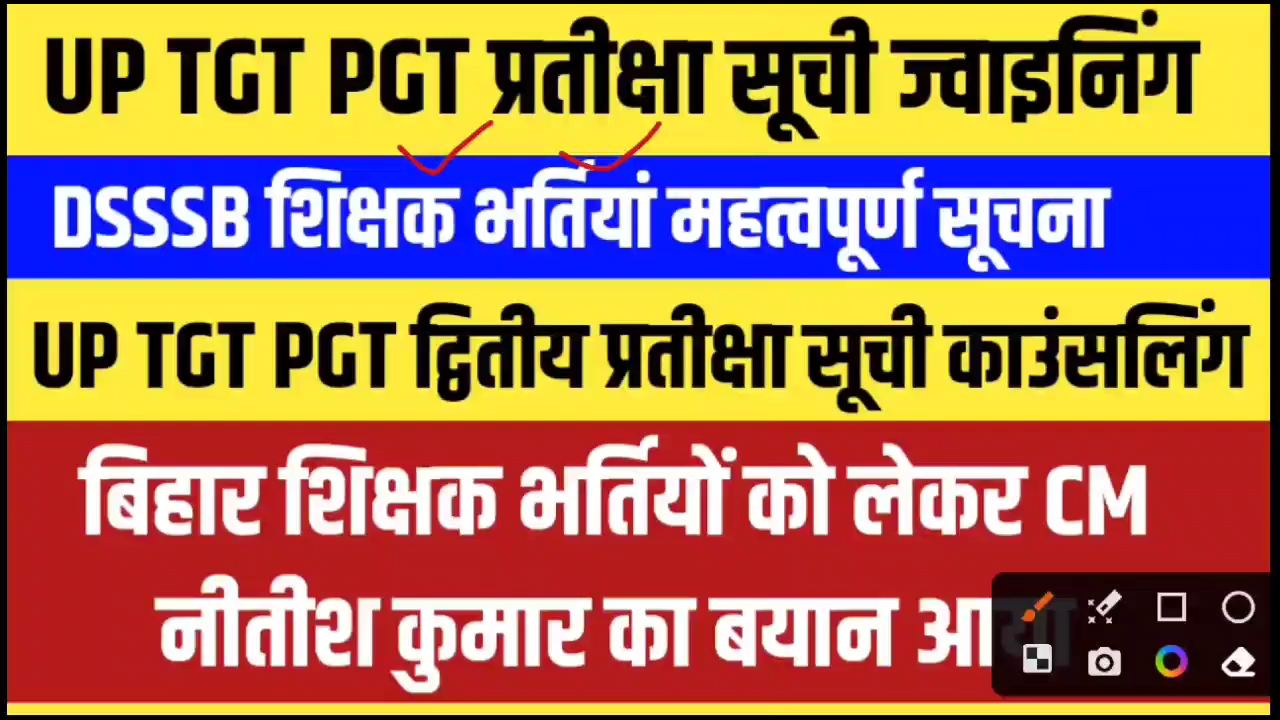 UP TGT PGT प्रतीक्षा सूची ज्वाइनिंग
DSSSB शिक्षक भर्तियां महत्वपूर्ण सूचना
UP TGT PGT द्वितीय प्रतीक्षा सूची काउंसलिंग
बिहार शिक्षक भर्तियों को लेकर CM
नीतीश कुमार का बयान आया